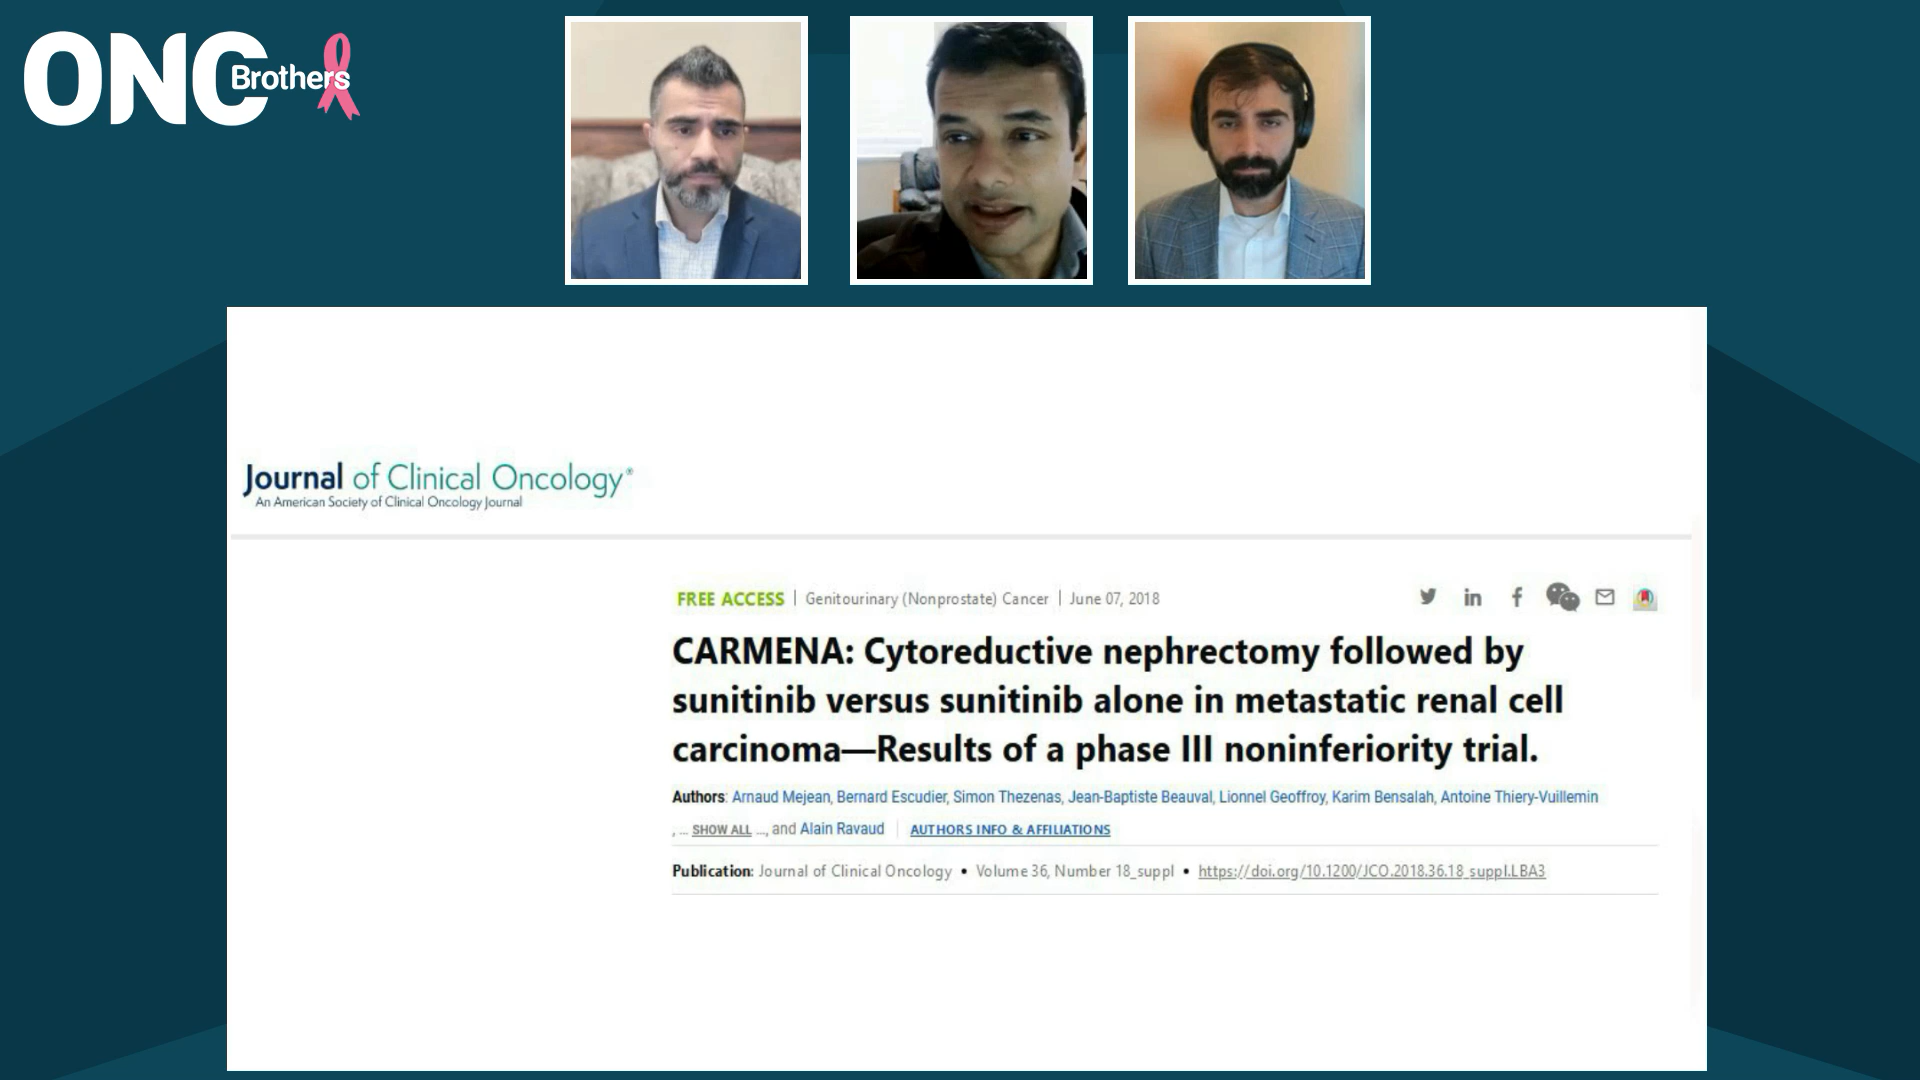 ONC Brothers
Journal of Clinical Oncology®
An American Society of Clinical Oncology Journal
FREE ACCESS | Genitourinary (Nonprostate) Cancer | June 07, 2018
CARMENA: Cytoreductive nephrectomy followed by
sunitinib versus sunitinib alone in metastatic renal cell
carcinoma—Results of a phase III noninferiority trial.
Authors: Arnaud Mejean, Bernard Escudier, Simon Thezenas, Jean-Baptiste Beauval, Lionnel Geoffroy, Karim Bensalah, Antoine Thiery-Vuillemin
, ... SHOW ALL ..., and Alain Ravaud | AUTHORS INFO & AFFILIATIONS
Publication: Journal of Clinical Oncology • Volume 36, Number 18_suppl • https://doi.org/10.1200/JCO.2018.36.18_suppl.LBA3